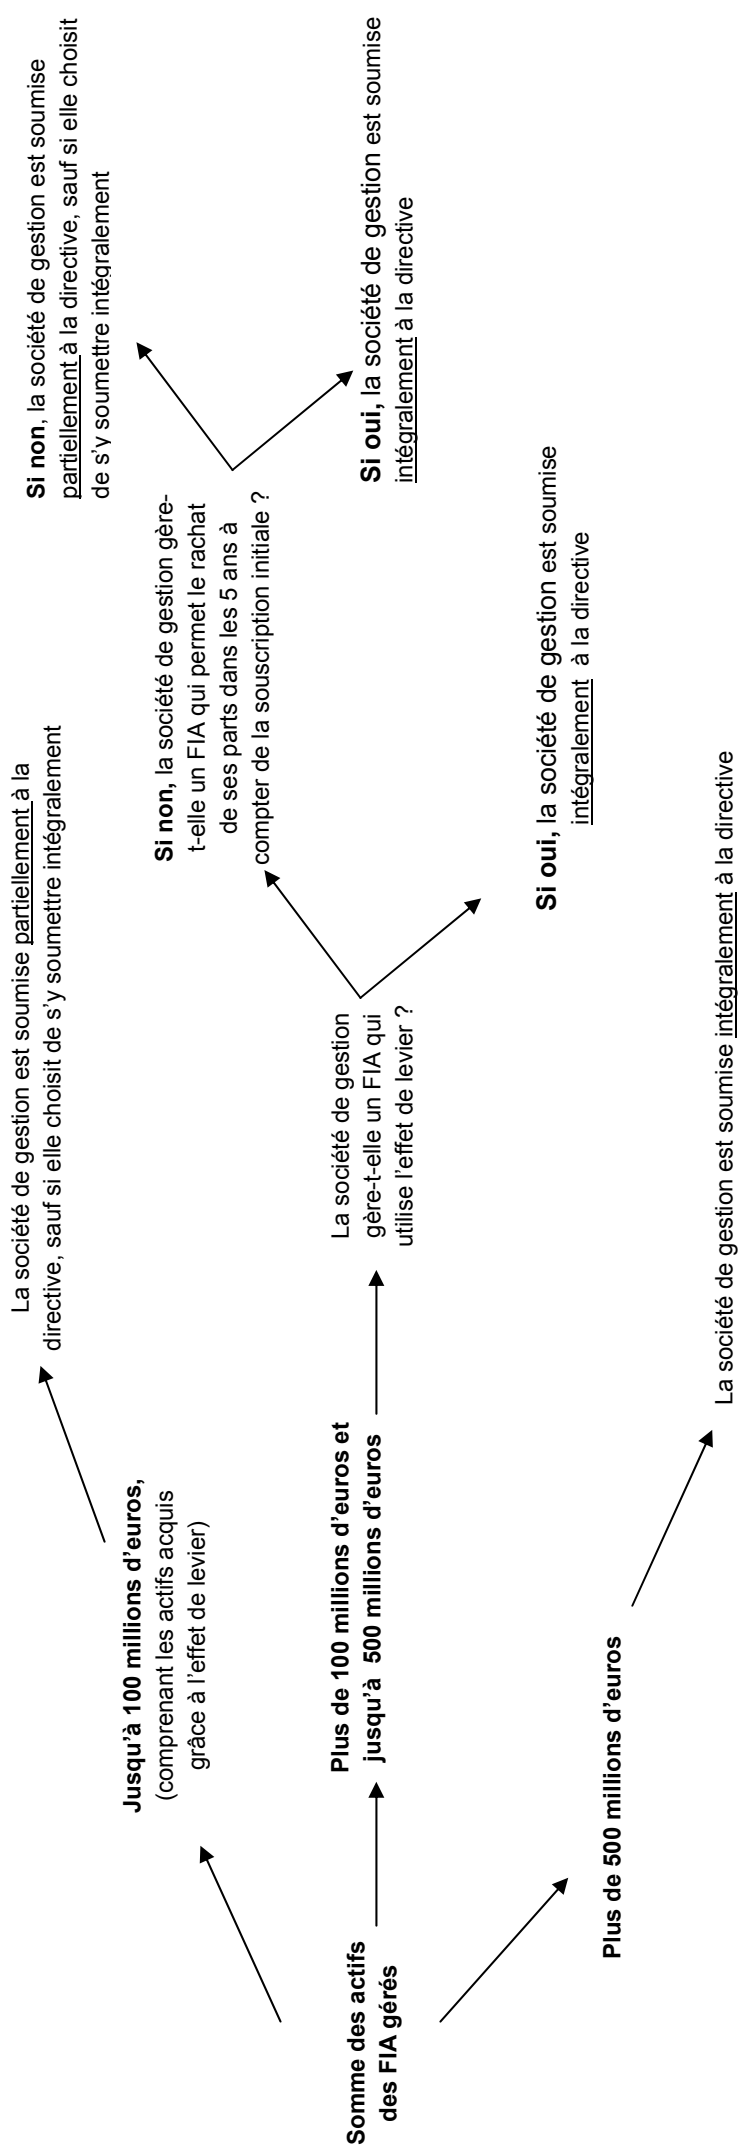 Somme des actifs
des FIA gérés
Jusqu'à 100 millions d'euros,
(comprenant les actifs acquis
grâce à l'effet de levier)
La société de gestion est soumise partiellement à la
directive, sauf si elle choisit de s'y soumettre intégralement
Plus de 100 millions d'euros et
jusqu'à 500 millions d'euros
La société de gestion
gère-t-elle un FIA qui
utilise l'effet de levier ?
Si non, la société de gestion gère-
t-elle un FIA qui permet le rachat
de ses parts dans les 5 ans à
compter de la souscription initiale ?
Si non, la société de gestion est soumise
partiellement à la directive, sauf si elle choisit
de s'y soumettre intégralement
Si oui, la société de gestion est soumise
intégralement à la directive
Si oui, la société de gestion est soumise
intégralement à la directive
Plus de 500 millions d'euros
La société de gestion est soumise intégralement à la directive